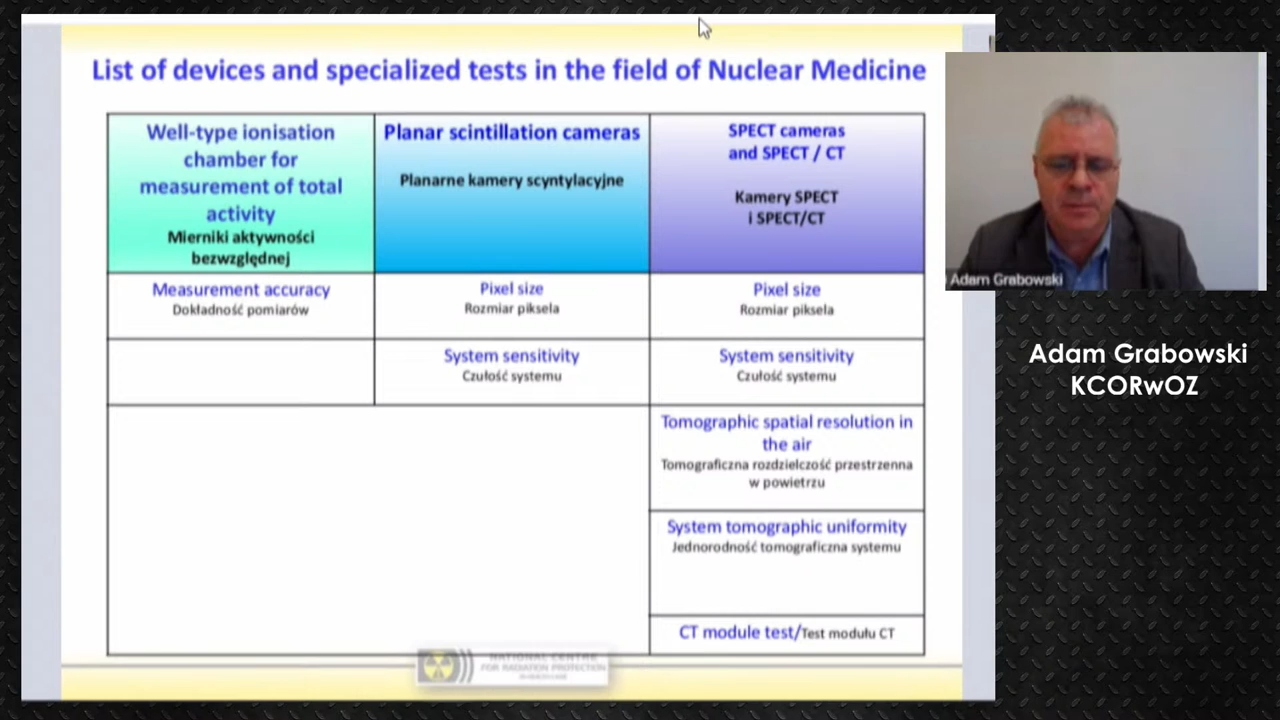 List of devices and specialized tests in the field of Nuclear Medicine
Well-type ionisation
chamber for
measurement of total
activity
Mierniki aktywności
bezwzględnej
Planar scintillation cameras
Planarne kamery scyntylacyjne
SPECT cameras
and SPECT / CT
Kamery SPECT
i SPECT/CT
Measurement accuracy
Dokładność pomiarów
Pixel size
Rozmiar piksela
Pixel size
Rozmiar piksela
System sensitivity
Czułość systemu
System sensitivity
Czułość systemu
Tomographic spatial resolution in
the air
Tomograficzna rozdzielczość przestrzenna
w powietrzu
System tomographic uniformity
Jednorodność tomograficzna systemu
CT module test/Test modułu CT
NATIONAL CENTRE
FOR RADIATION PROTECTION
Adam Grabowski
Adam Grabowski
KCORwOZ